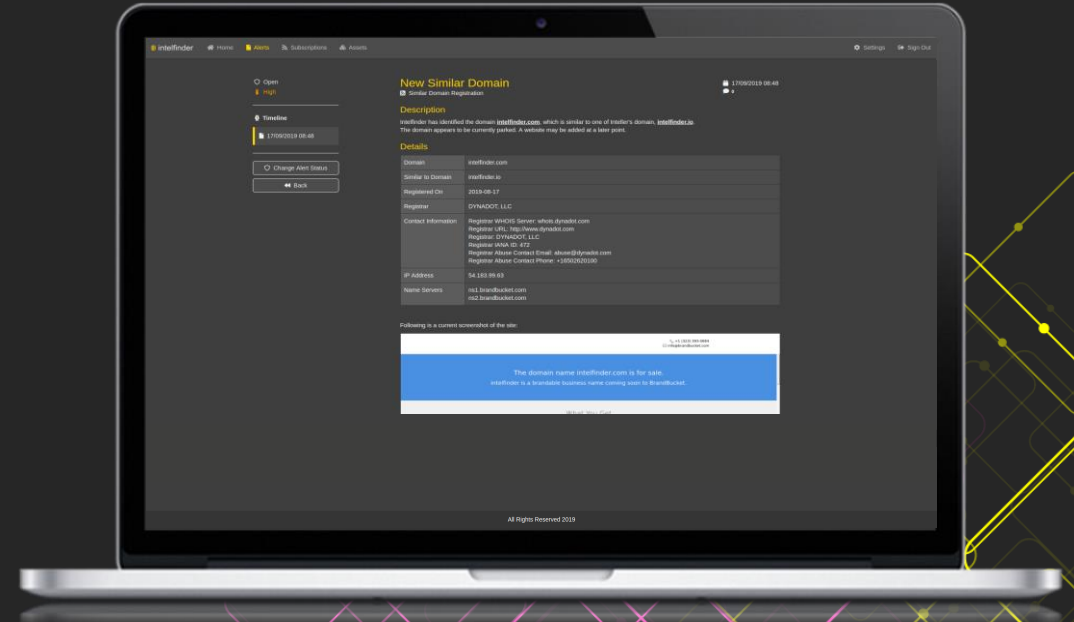 intelfinder Home Alerts Subscriptions Assets Settings Sign Out
Open
High
Timeline
17/09/2019 08:48
Change Alert Status
Back
New Similar Domain
Similar Domain Registration
17/09/2019 08:48
Description
Intelfinder has identified the domain intelfinder.com, which is similar to one of Inteller's domain, intelfinder.io.
The domain appears to be currently parked. A website may be added at a later point.
Details
Domain intelfinder.com
Similar to Domain intelfinder.io
Registered On 2019-08-17
Registrar DYNADOT, LLC
Contact Information Registrar WHOIS Server: whois.dynadot.com
Registrar URL: http://www.dynadot.com
Registrar: DYNADOT, LLC
Registrar IANA ID: 472
Registrar Abuse Contact Email: abuse@dynadot.com
Registrar Abuse Contact Phone: +16502620100
IP Address 54.183.99.63
Name Servers ns1.brandbucket.com
ns2.brandbucket.com
Following is a current screenshot of the site:
info@brandbucket.com
The domain name intelfinder.com is for sale.
Intelfinder is a brandable business name coming soon to BrandBucket.
What You Get
All Rights Reserved 2019